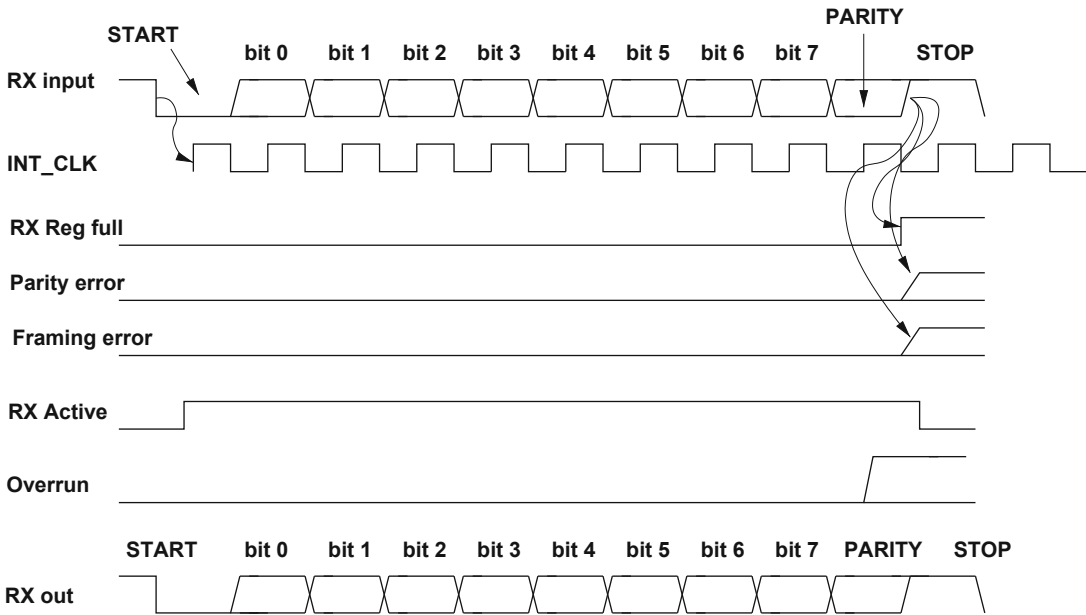 PARITY
START
bit 0 bit 1 bit 2 bit 3 bit 4 bit 5 bit 6 bit 7 STOP
RX input
INT_CLK
RX Reg full
Parity error
Framing error
RX Active
Overrun
START bit 0 bit 1 bit 2 bit 3 bit 4 bit 5 bit 6 bit 7 PARITY STOP
RX out